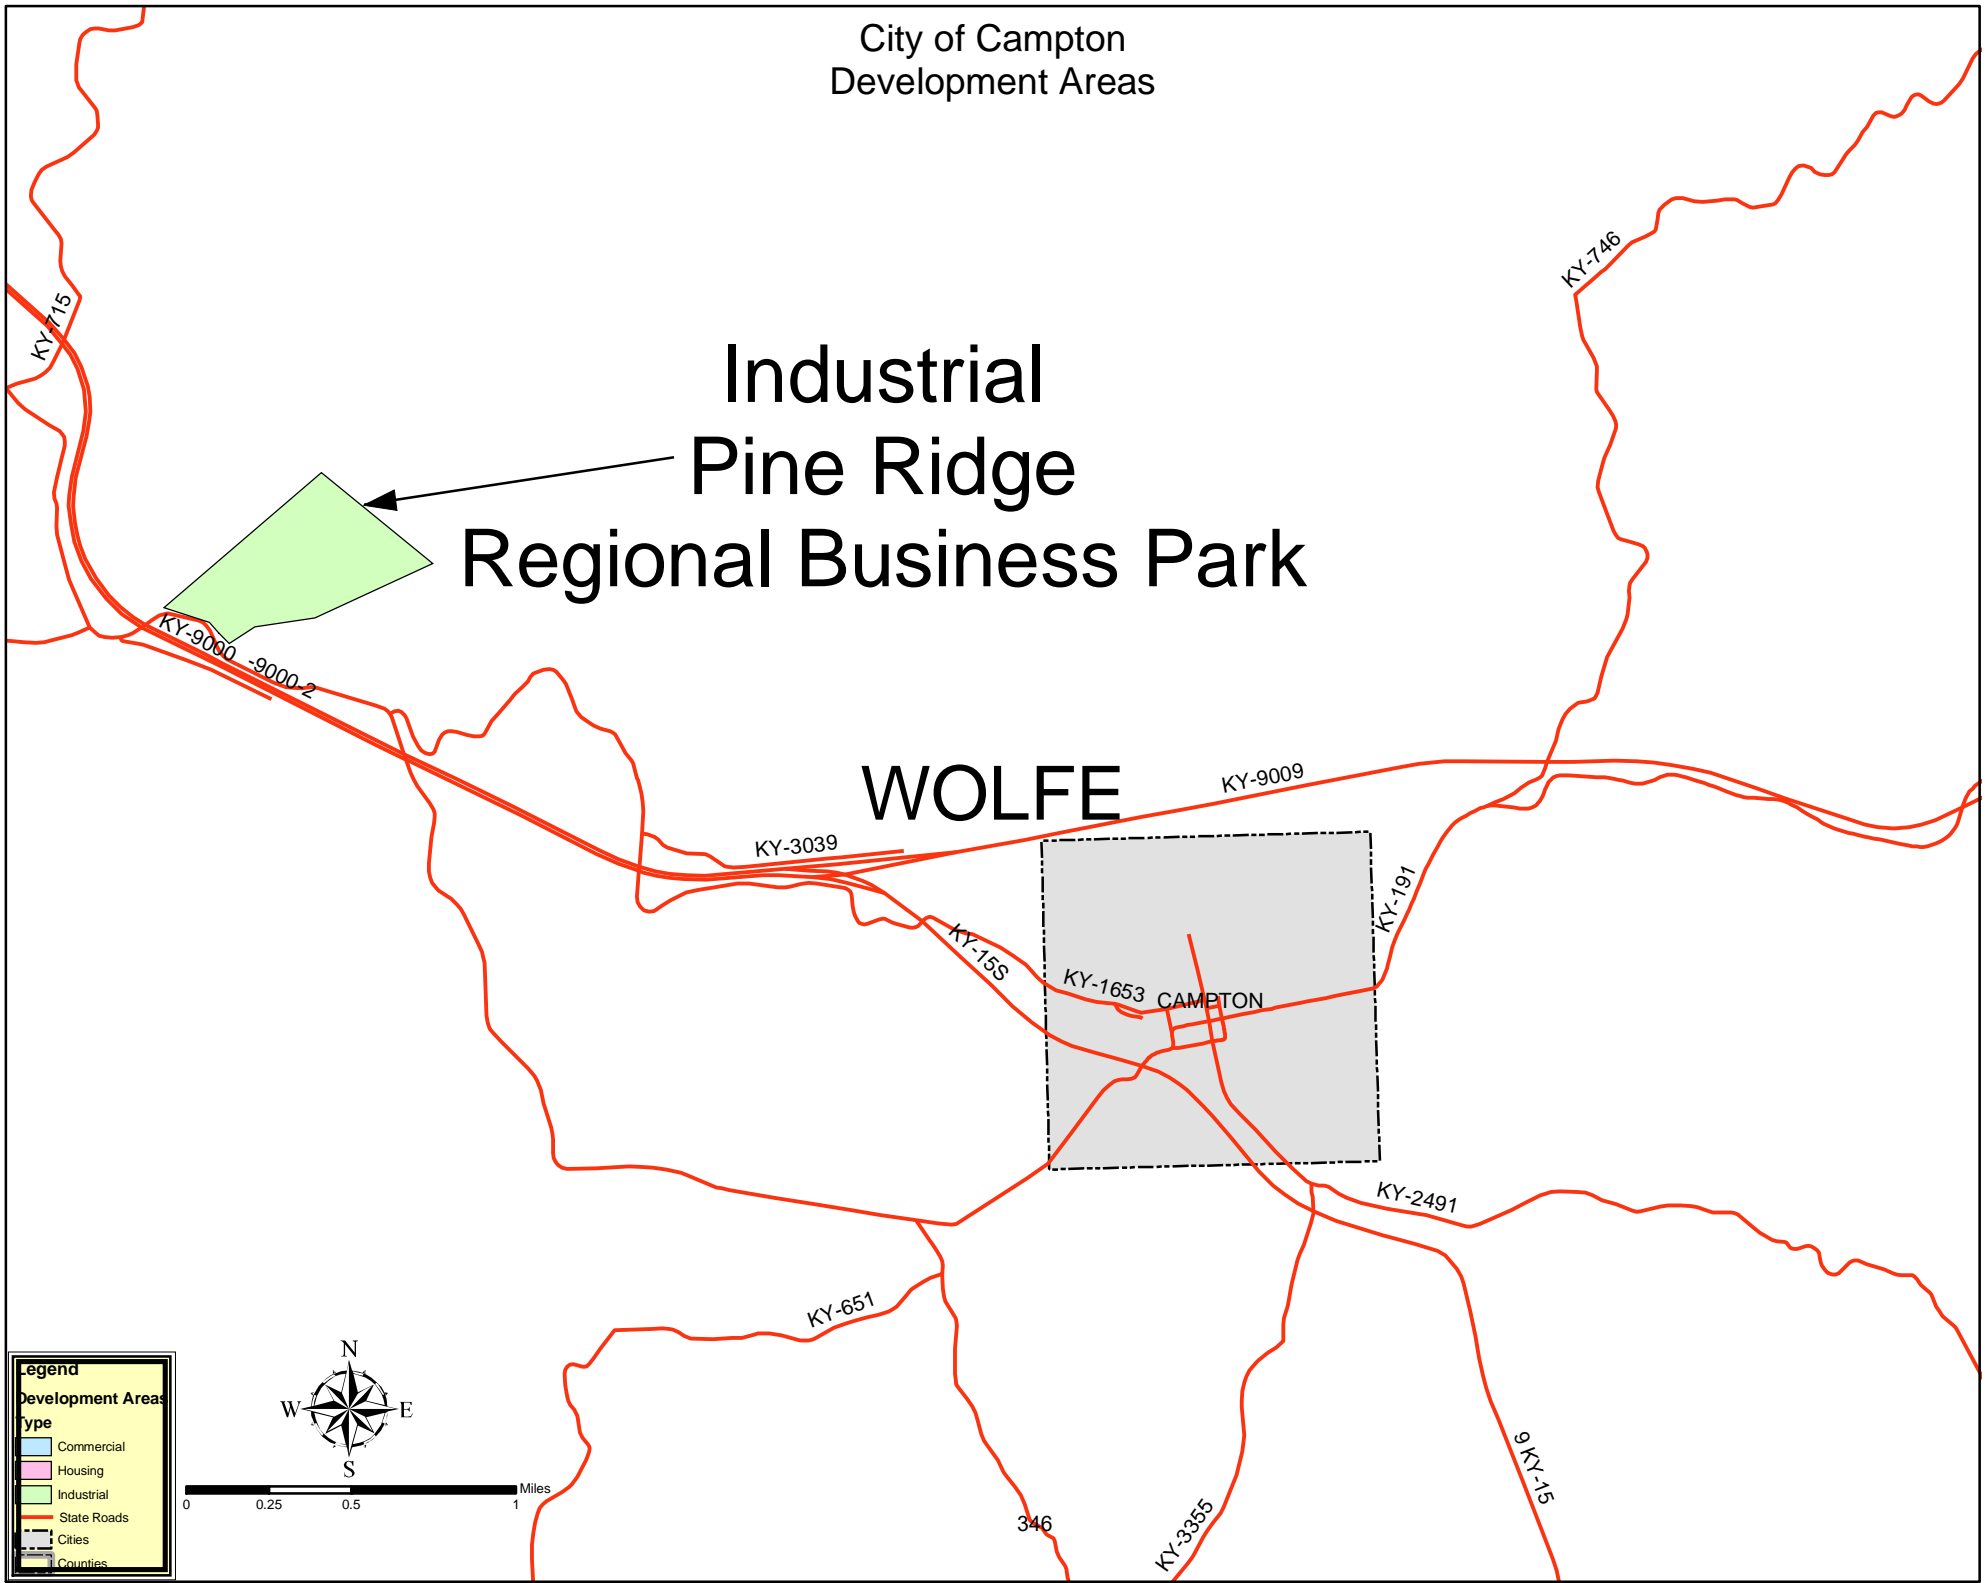 City of Campton
Development Areas
KY-746
KY-715
Industrial
Pine Ridge
Regional Business Park
KY-9000
-9000-2
WOLFE
KY-9009
KY-3039
KY-191
KY-15S
KY-1653
CAMPTON
KY-2491
KY-651
9 KY-15
346
KY-3355
Legend
Development Areas
Type
Commercial
Housing
Industrial
State Roads
Cities
Counties
N
W
E
S
Miles
0
0.25
0.5
1